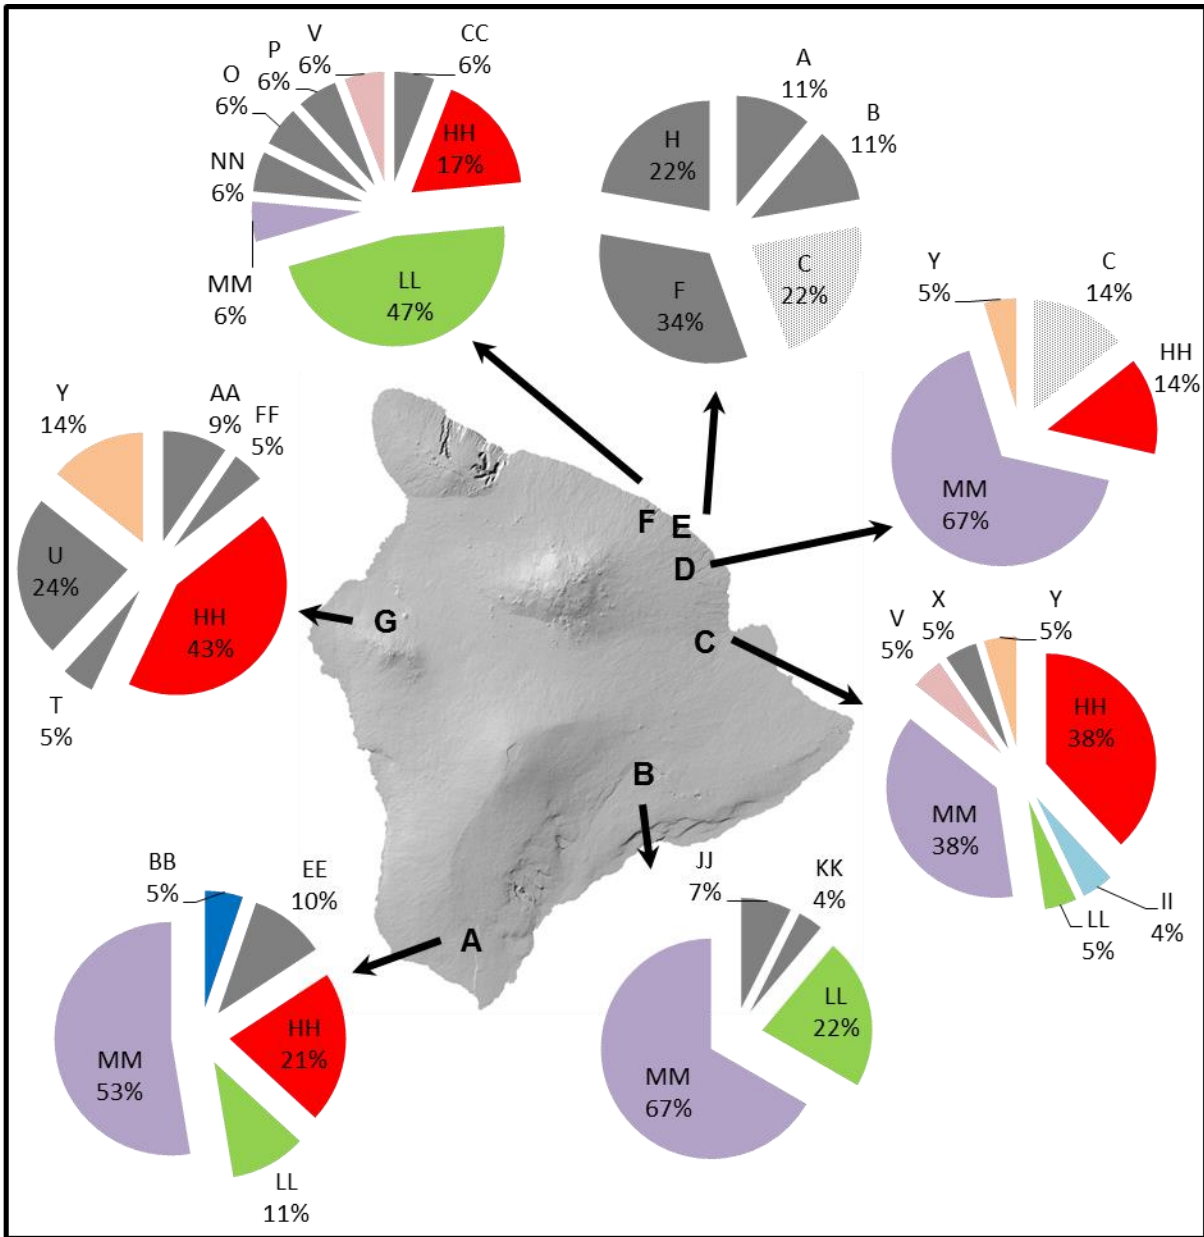 V
6%
CC
6%
P
6%
O
6%
NN
6%
MM
6%
HH
17%
LL
47%
A
11%
B
11%
H
22%
C
22%
F
34%
Y
5%
C
14%
HH
14%
MM
67%
Y
14%
AA
9%
FF
5%
U
24%
HH
43%
T
5%
F
E
D
G
C
B
A
V
5%
X
5%
Y
5%
HH
38%
MM
38%
LL
5%
II
4%
BB
5%
EE
10%
HH
21%
MM
53%
LL
11%
JJ
7%
KK
4%
LL
22%
MM
67%